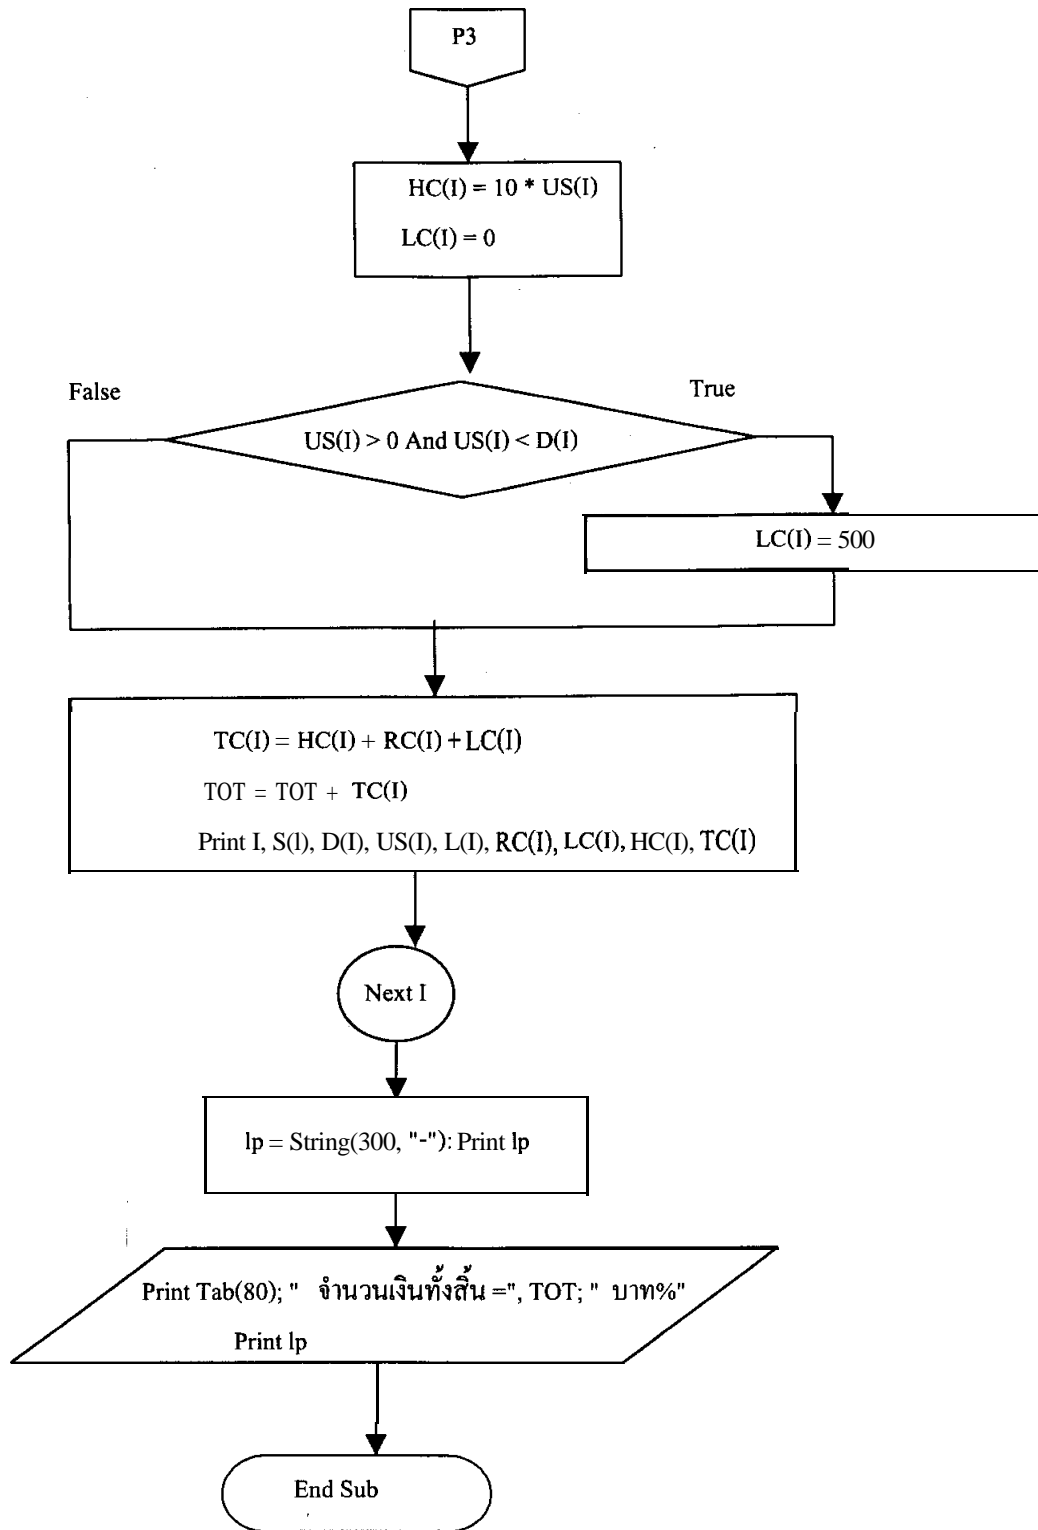 P3
HC(I) = 10 * US(I)
LC(I) = 0
False
True
US(I) > 0 And US(I) < D(I)
LC(I) = 500
TC(I) = HC(I) + RC(I) + LC(I)
TOT = TOT + TC(I)
Print I, S(I), D(I), US(I), L(I), RC(I), LC(I), HC(I), TC(I)
Next I
lp = String(300, "-"): Print lp
Print Tab(80); " จำนวนเงินทั้งสิ้น =", TOT; " บาท%"
Print lp
End Sub